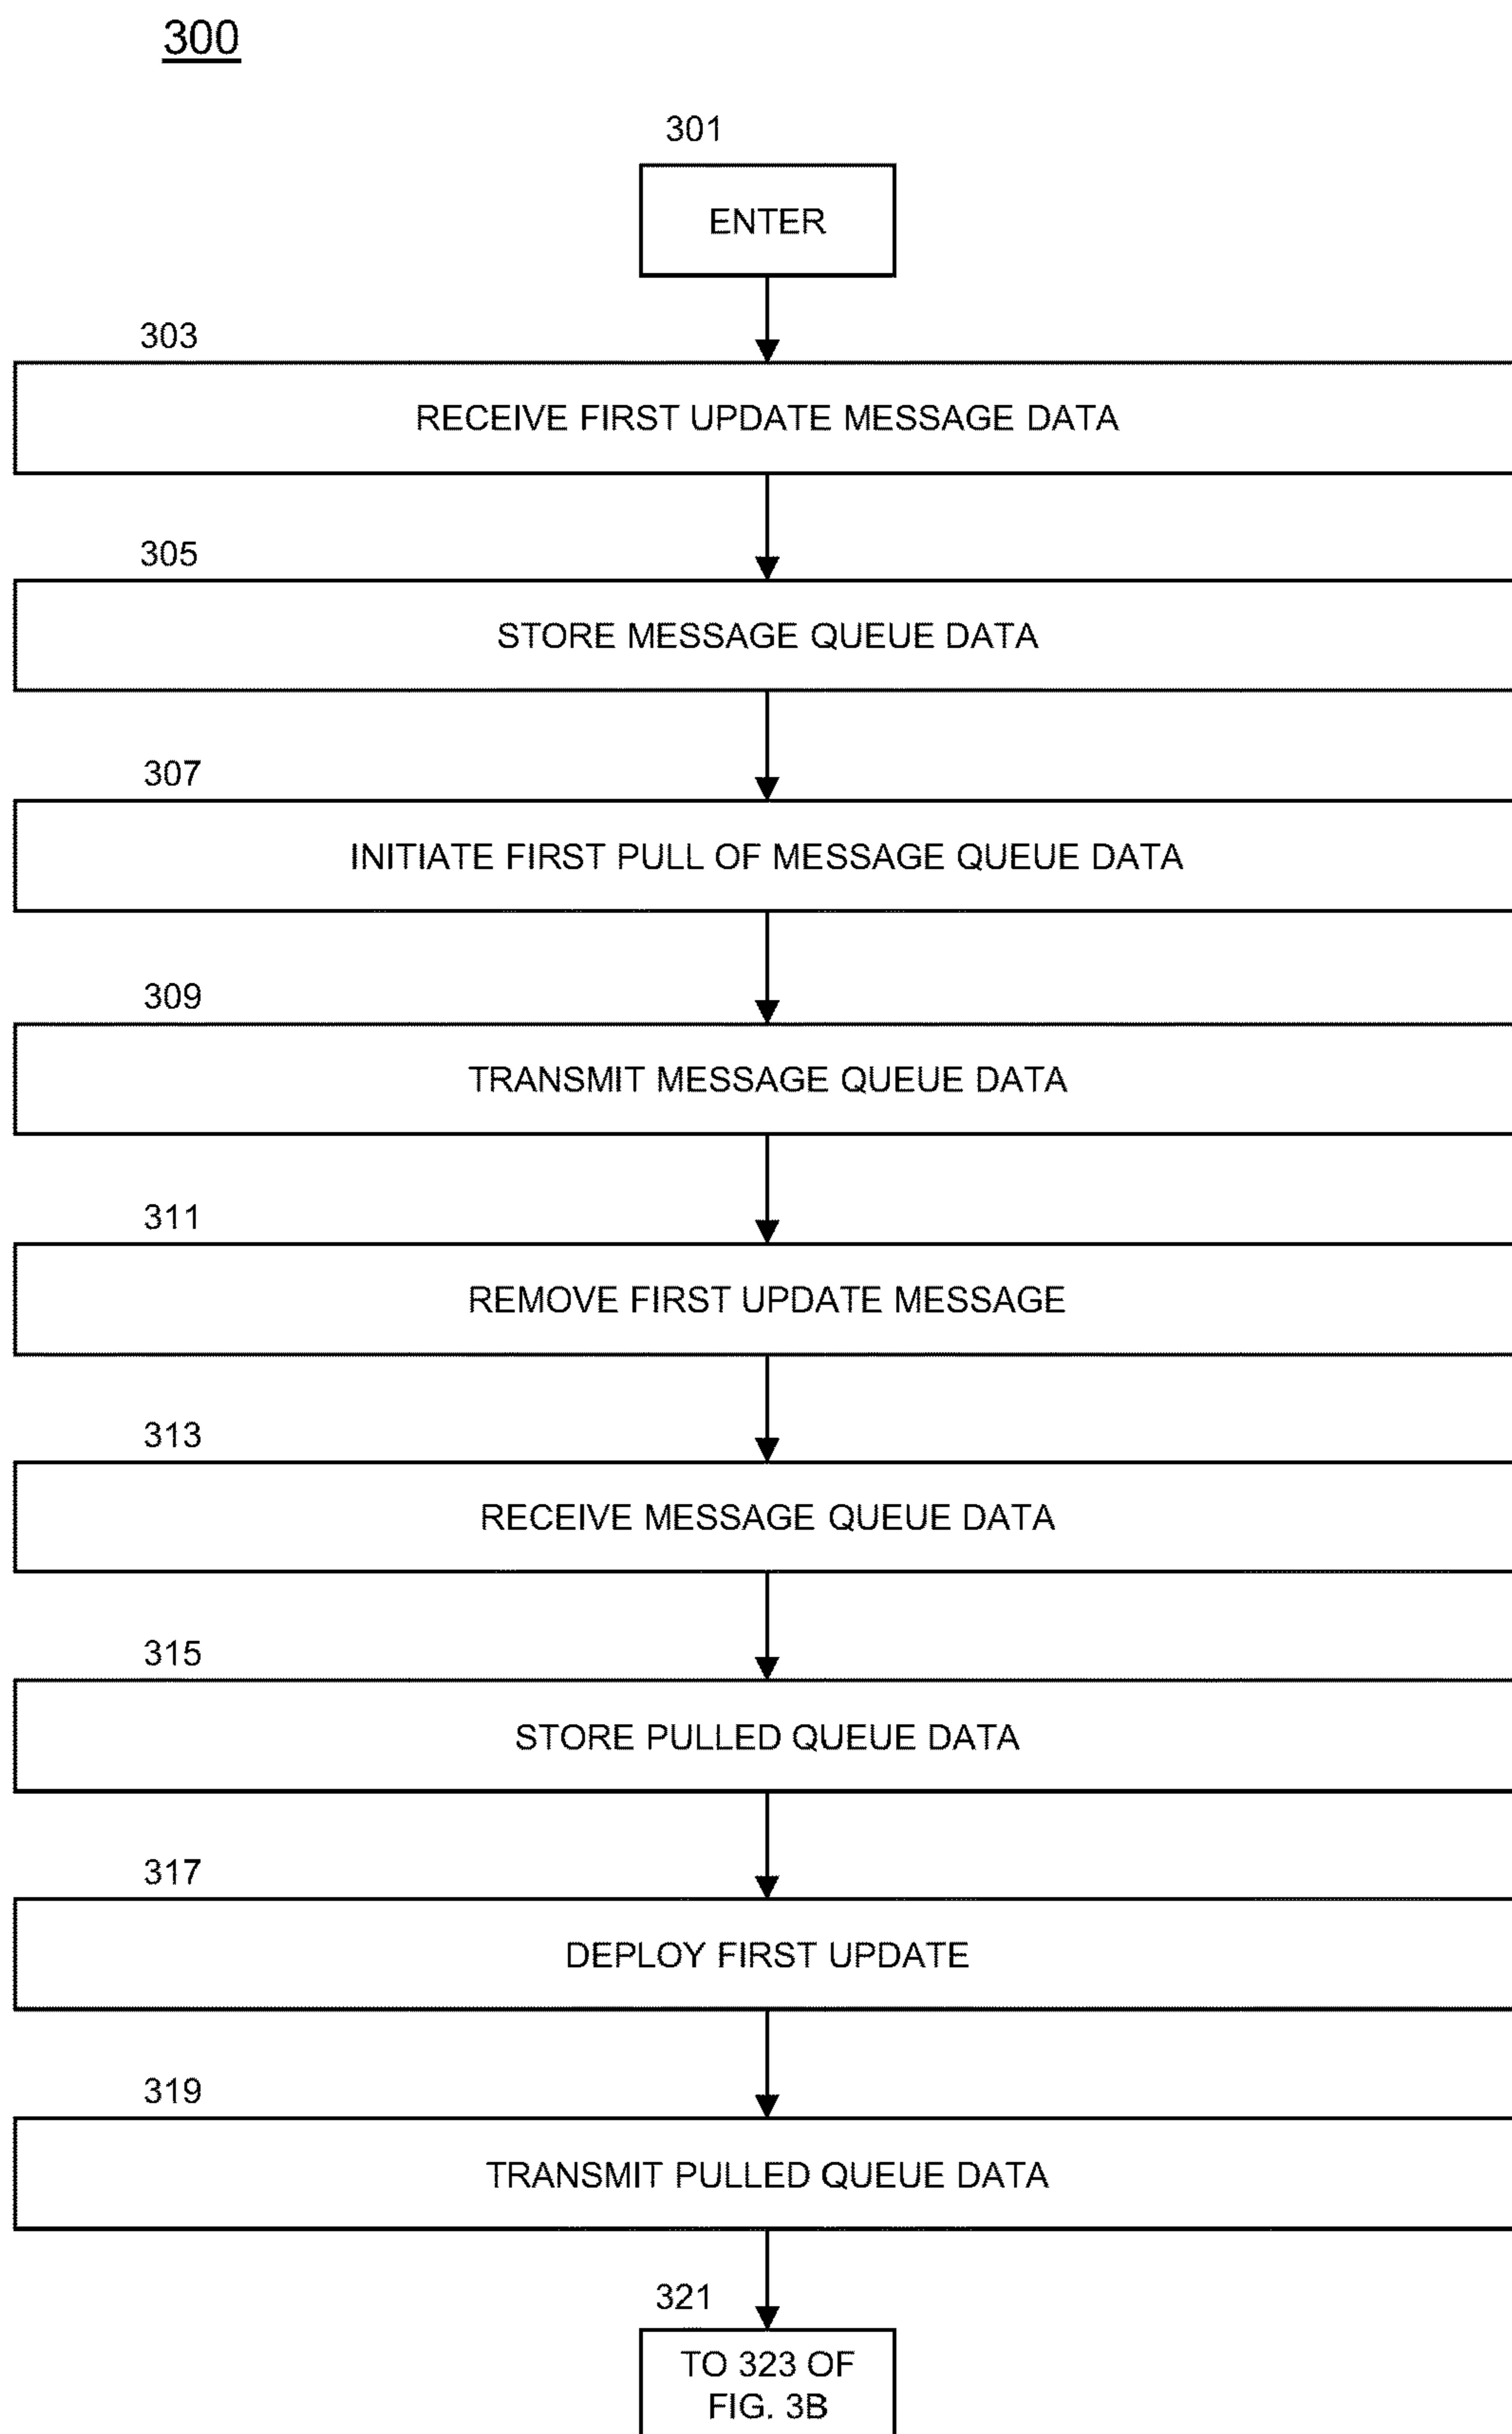 300
301
ENTER
303
RECEIVE FIRST UPDATE MESSAGE DATA
305
STORE MESSAGE QUEUE DATA
307
INITIATE FIRST PULL OF MESSAGE QUEUE DATA
309
TRANSMIT MESSAGE QUEUE DATA
311
REMOVE FIRST UPDATE MESSAGE
313
RECEIVE MESSAGE QUEUE DATA
315
STORE PULLED QUEUE DATA
317
DEPLOY FIRST UPDATE
319
TRANSMIT PULLED QUEUE DATA
321
TO 323 OF
FIG. 3B